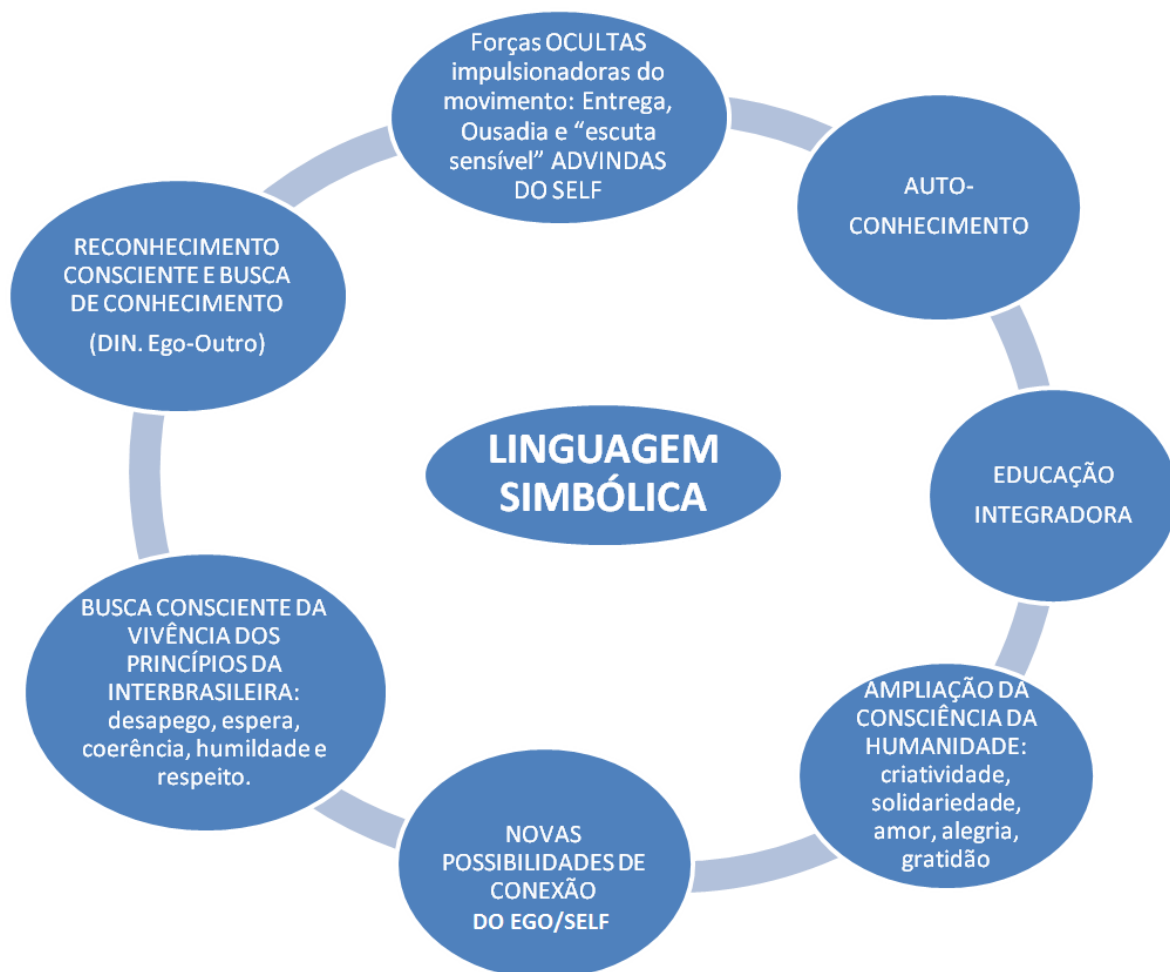 Forças OCULTAS
impulsionadoras do
movimento: Entrega,
Ousadia e “escuta
sensível” ADVINDAS
DO SELF
AUTO-
CONHECIMENTO
EDUCAÇÃO
INTEGRADORA
AMPLIAÇÃO DA
CONSCIÊNCIA DA
HUMANIDADE:
criatividade,
solidariedade,
amor, alegria,
gratidão
NOVAS
POSSIBILIDADES DE
CONEXÃO
DO EGO/SELF
BUSCA CONSCIENTE DA
VIVÊNCIA DOS
PRINCÍPIOS DA
INTERBRASILEIRA:
desapego, espera,
coerência, humildade e
respeito.
RECONHECIMENTO
CONSCIENTE E BUSCA
DE CONHECIMENTO
(DIN. Ego-Outro)
LINGUAGEM
SIMBÓLICA